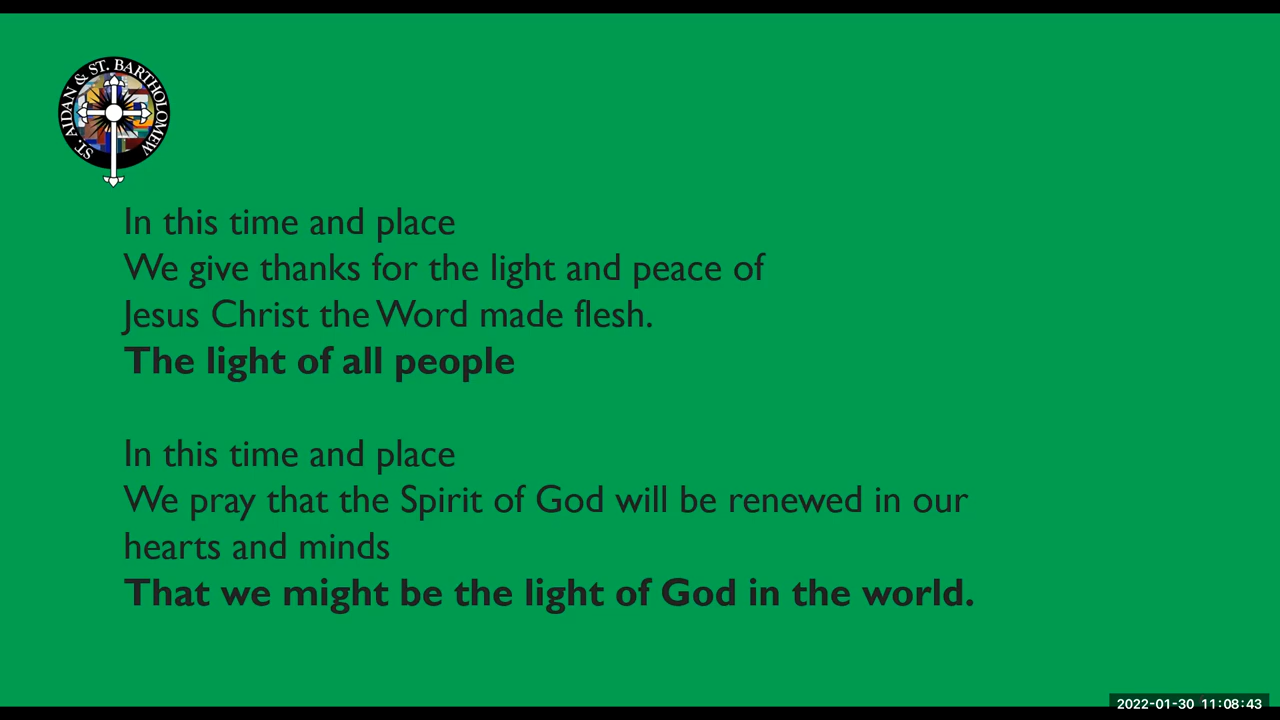 ST. AIDAN & ST. BARTHOLOMEW
In this time and place
We give thanks for the light and peace of
Jesus Christ the Word made flesh.
The light of all people
In this time and place
We pray that the Spirit of God will be renewed in our
hearts and minds
That we might be the light of God in the world.
2022-01-30 11:08:43